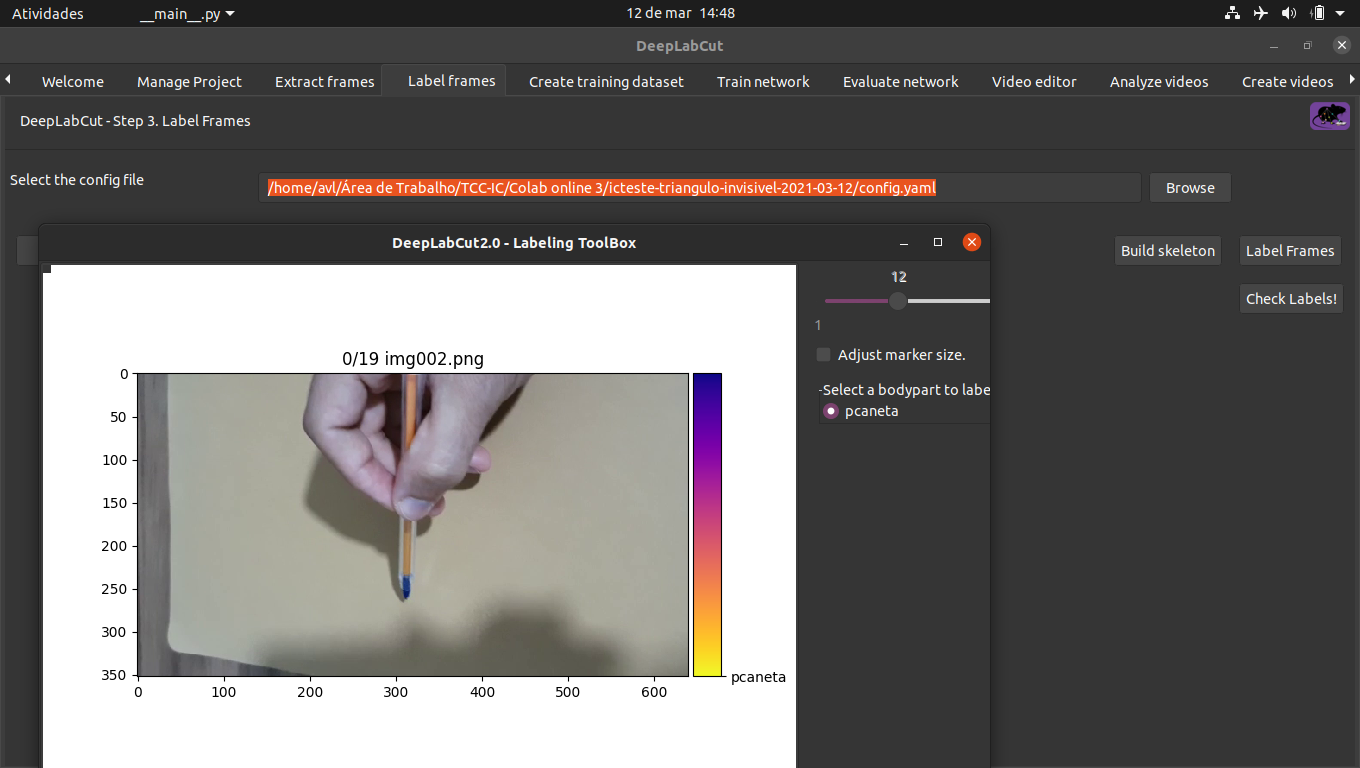 Atividades __main__.py 12 de mar 14:48
DeepLabCut
Welcome Manage Project Extract frames Label frames Create training dataset Train network Evaluate network Video editor Analyze videos Create videos
DeepLabCut - Step 3. Label Frames
Select the config file /home/avl/Área de Trabalho/TCC-IC/Colab online 3/icteste-triangulo-invisivel-2021-03-12/config.yaml Browse
Build skeleton Label Frames
Check Labels!
DeepLabCut2.0 - Labeling ToolBox
12
1
Adjust marker size.
Select a bodypart to labe
pcaneta
0/19 img002.png
0
50
100
150
200
250
300
350
0 100 200 300 400 500 600
pcaneta